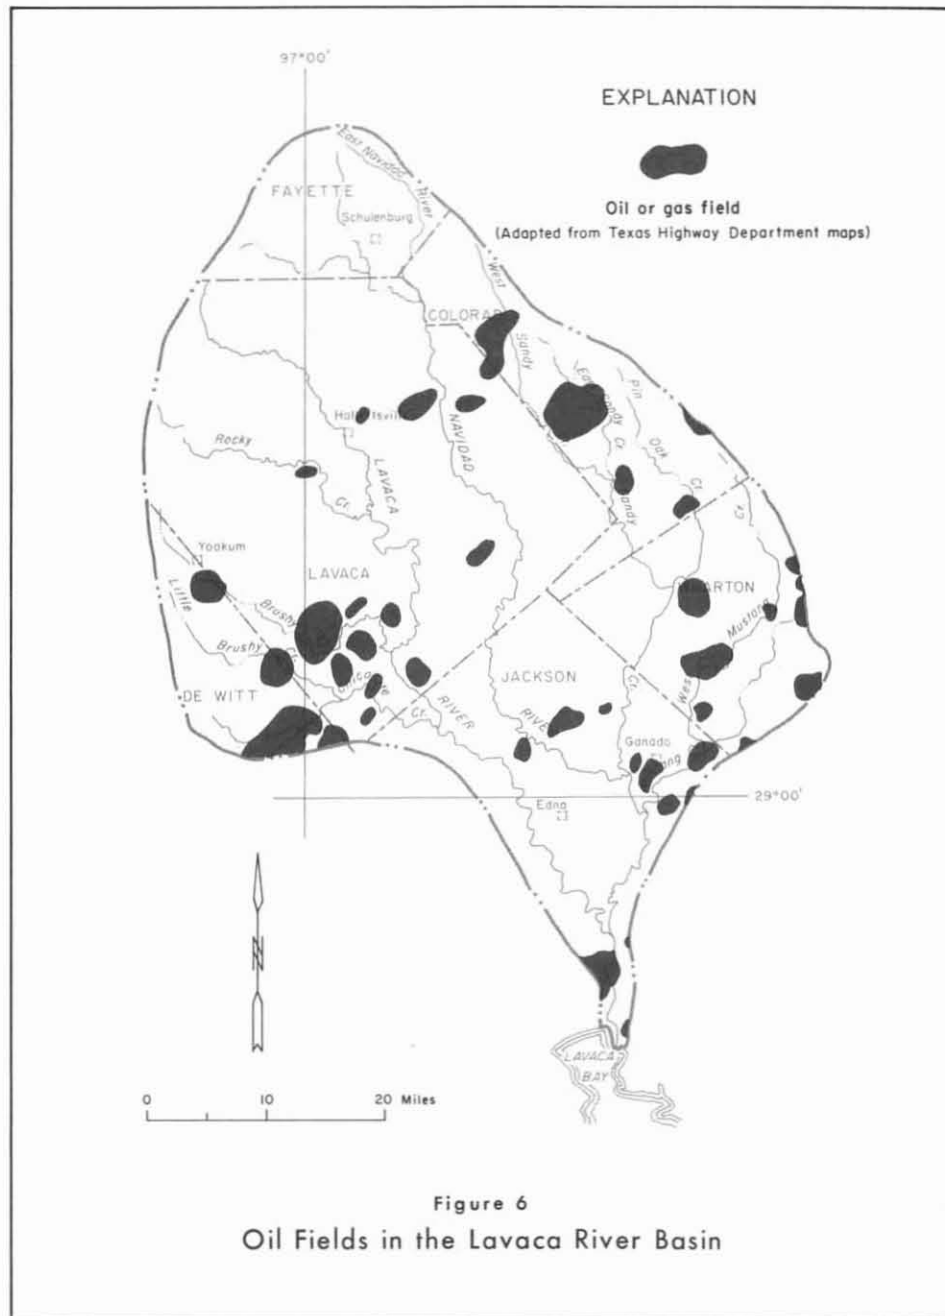 97°00'
EXPLANATION
Oil or gas field
(Adapted from Texas Highway Department maps)
East Navidad
River
FAYETTE
Schulenburg
West
Sandy
East Sandy
Cr.
Pin
Oak
Cr.
NAVIDAD
Rocky
Cr.
LAVACA
Sandy
Cr.
Yoakum
LAVACA
WHARTON
Little
Brushy
Brushy
Cr.
Mustang
West
DE WITT
Cr.
RIVER
JACKSON
RIVER
Cr.
Ganado
Edna
29°00'
N
LAVACA
BAY
0 10 20 Miles
Figure 6
Oil Fields in the Lavaca River Basin